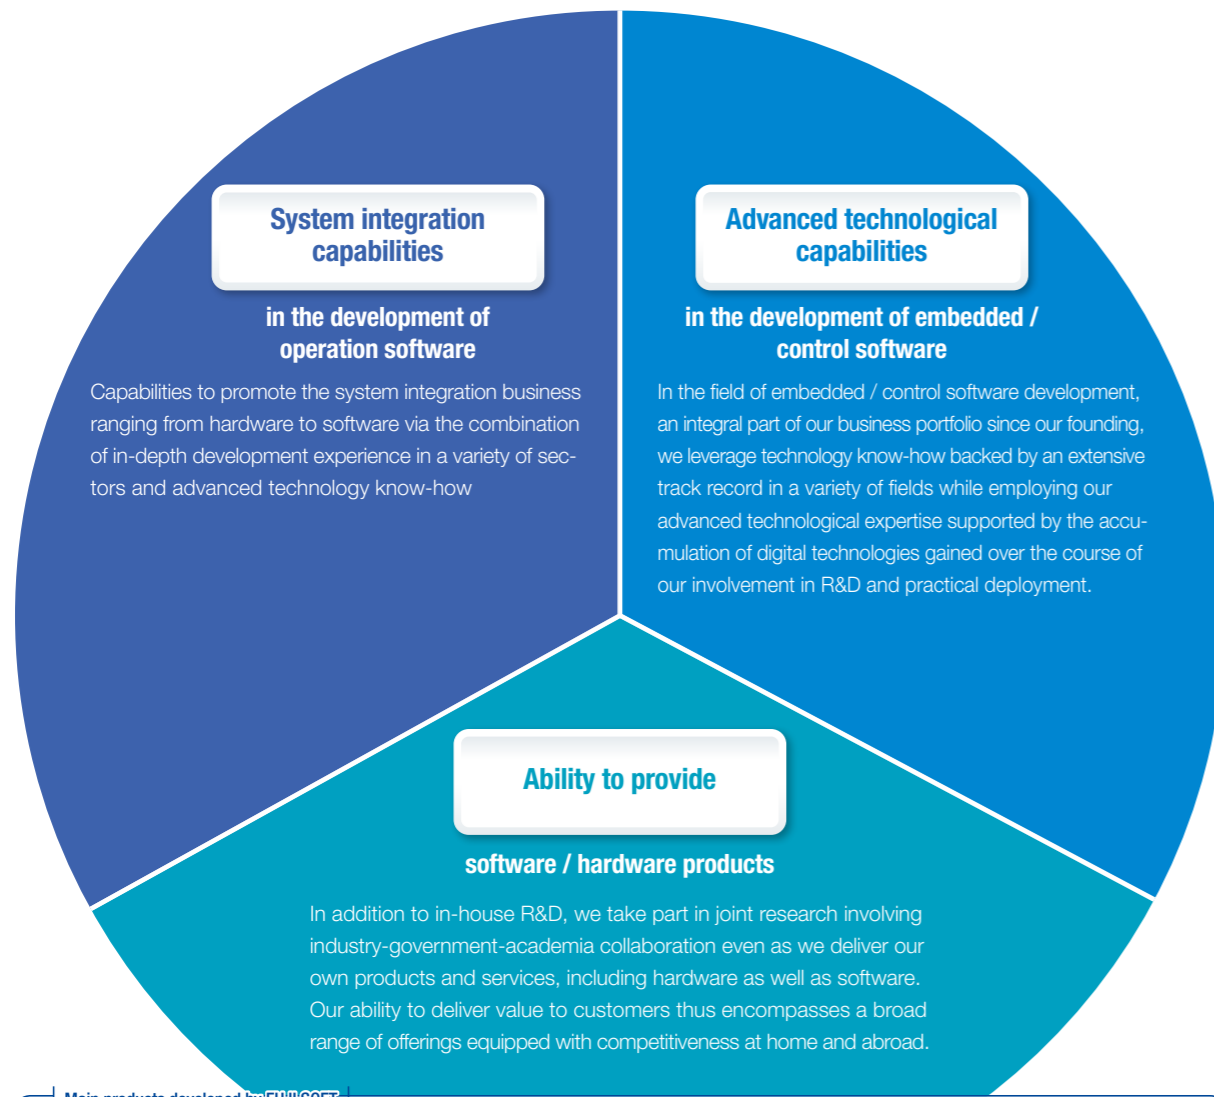 System integration
capabilities
in the development of
operation software
Capabilities to promote the system integration business
ranging from hardware to software via the combination
of in-depth development experience in a variety of sec-
tors and advanced technology know-how
Advanced technological
capabilities
in the development of embedded /
control software
In the field of embedded / control software development,
an integral part of our business portfolio since our founding,
we leverage technology know-how backed by an extensive
track record in a variety of fields while employing our
advanced technological expertise supported by the accu-
mulation of digital technologies gained over the course of
our involvement in R&D and practical deployment.
Ability to provide
software / hardware products
In addition to in-house R&D, we take part in joint research involving
industry-government-academia collaboration even as we deliver our
own products and services, including hardware as well as software.
Our ability to deliver value to customers thus encompasses a broad
range of offerings equipped with competitiveness at home and abroad.
Main products developed by FUJI SOFT